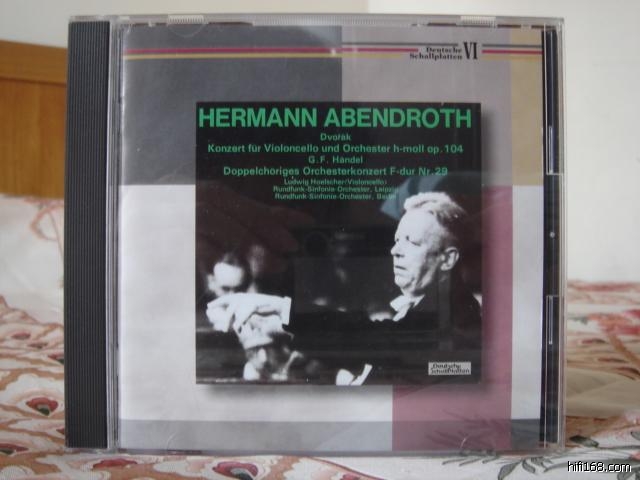 Deutsche
Schallplatten VI
HERMANN ABENDROTH
Dvořák
Konzert für Violoncello und Orchester h-moll op.104
G.F. Händel
Doppelchöriges Orchesterkonzert F-dur Nr.29
Ludwig Hoelscher(Violoncello)
Rundfunk-Sinfonie-Orchester, Leipzig
Rundfunk-Sinfonie-Orchester, Berlin
Deutsche
Schallplatten
hifi168.com